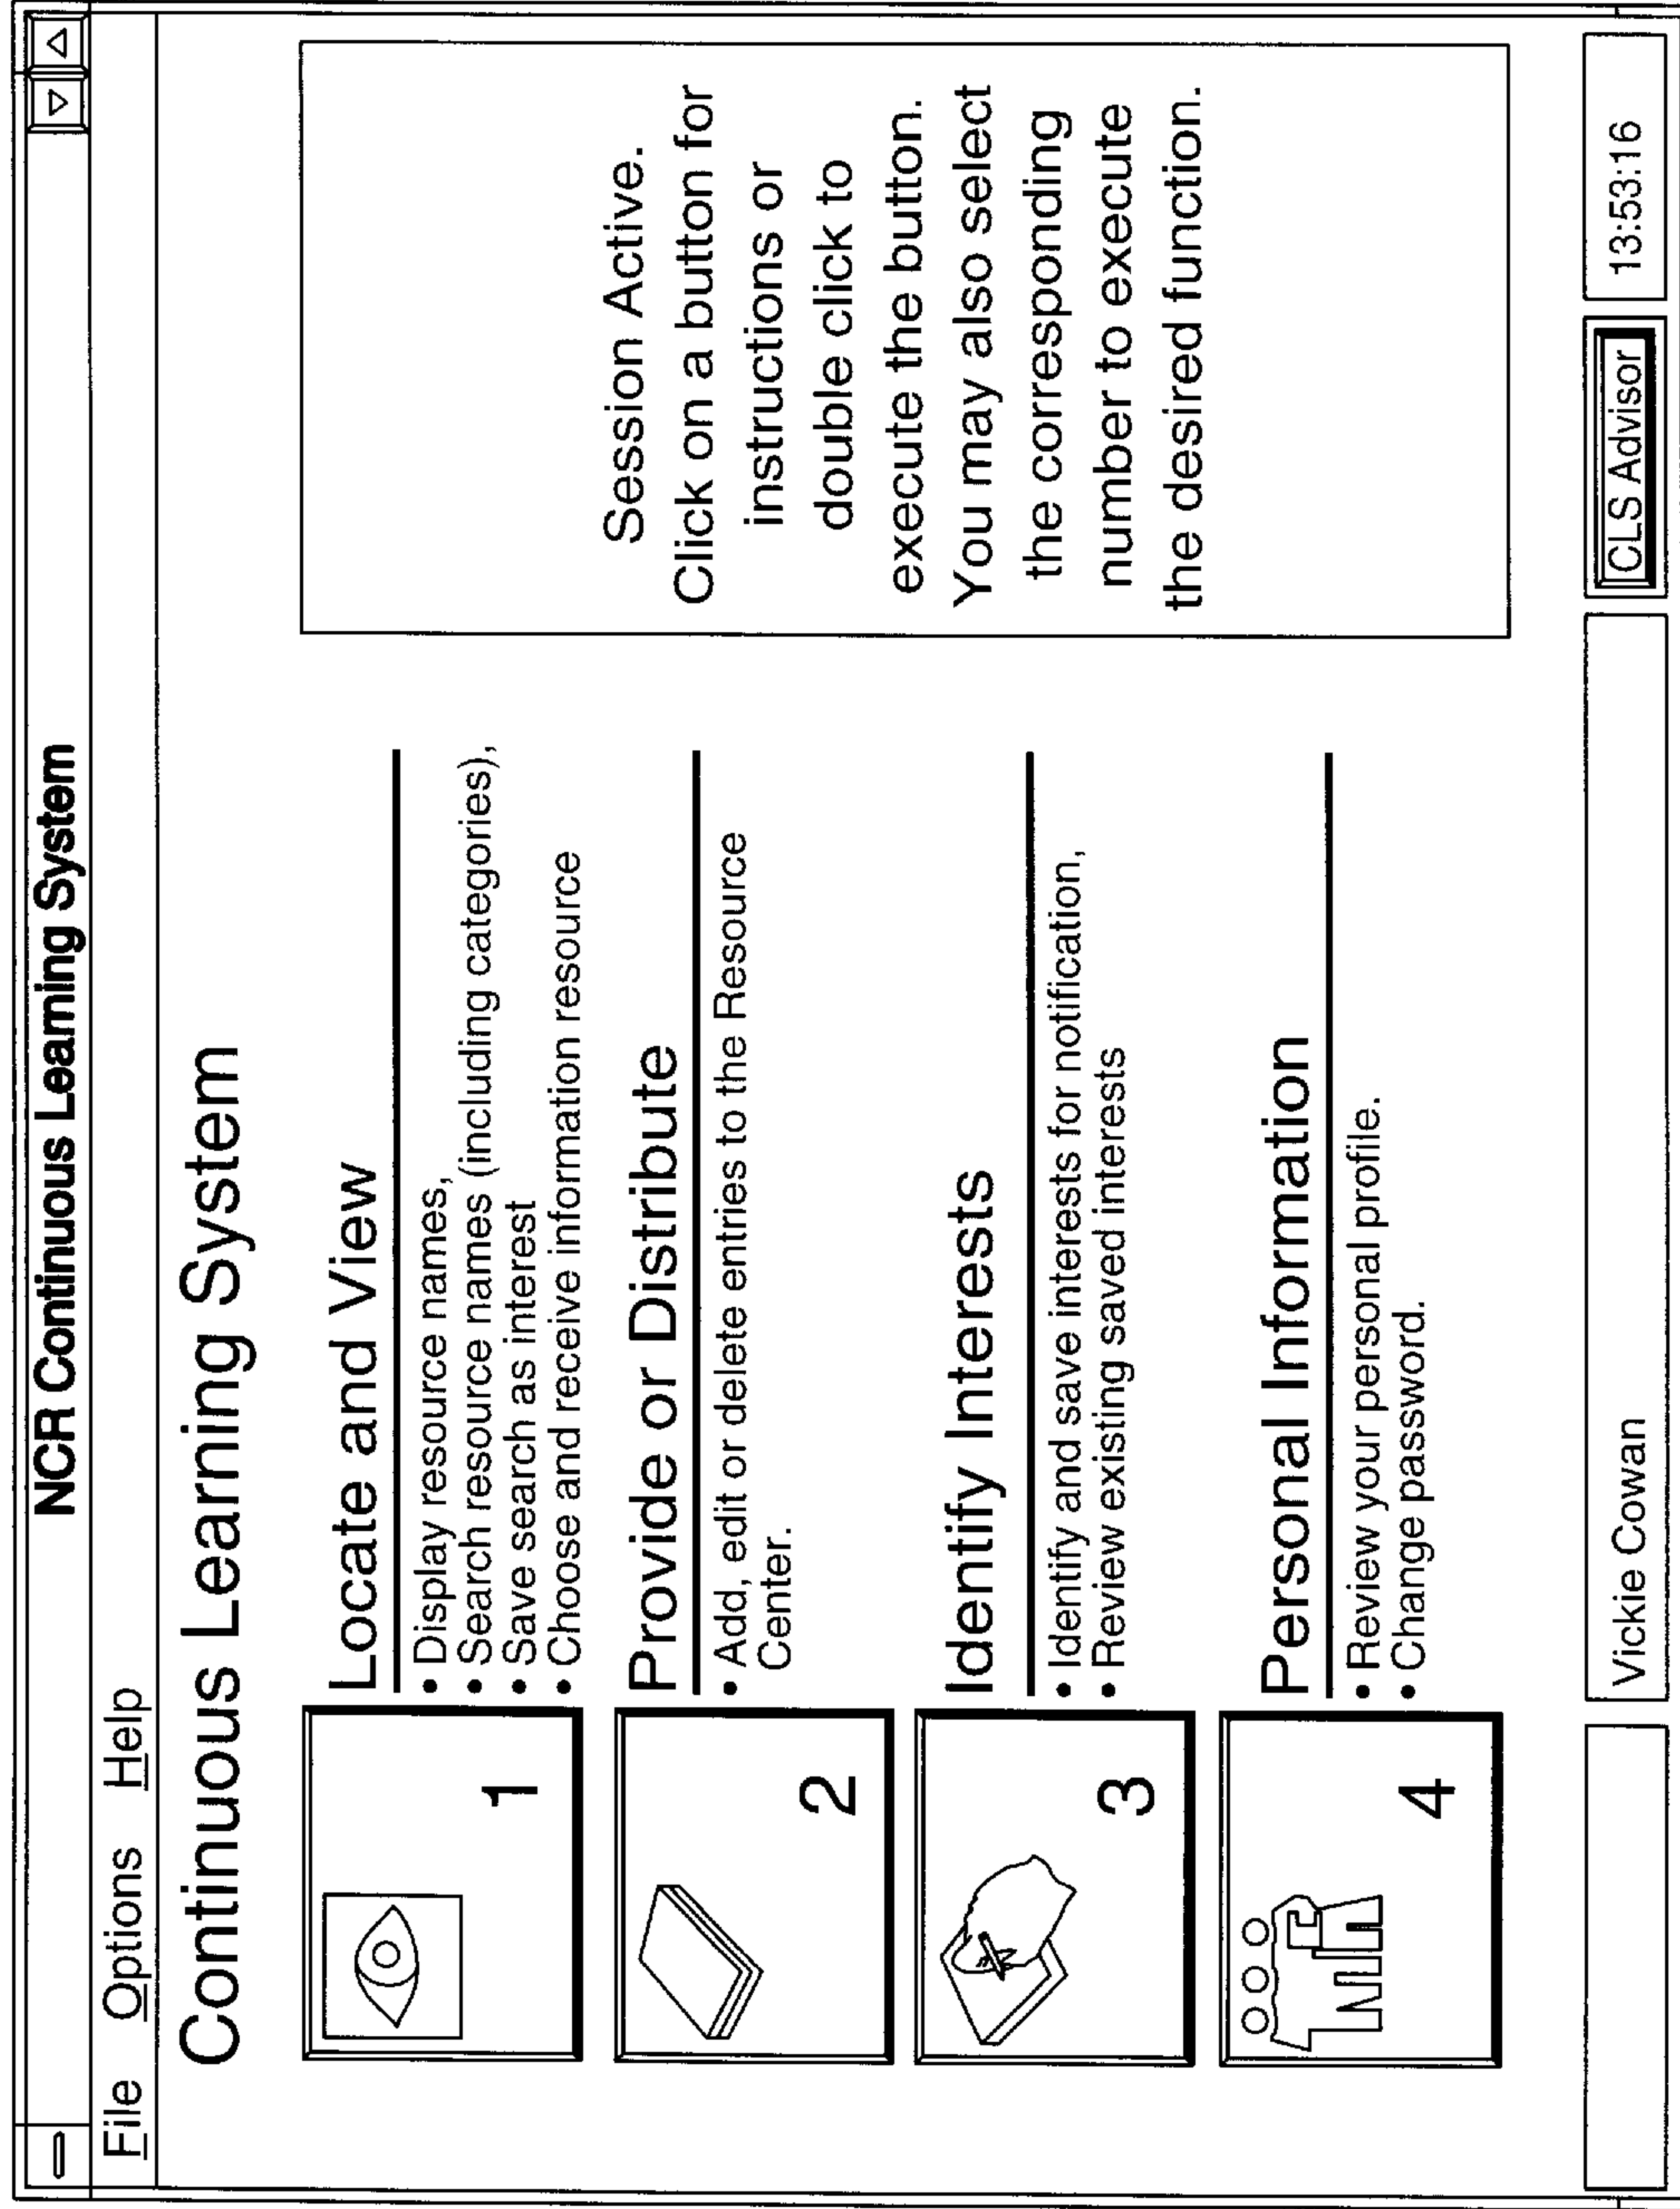 NCR Continuous Learning System
File Options Help
Continuous Learning System
1
Locate and View
• Display resource names,
• Search resource names (including categories),
• Save search as interest
• Choose and receive information resource
2
Provide or Distribute
• Add, edit or delete entries to the Resource
Center.
3
Identify Interests
• Identify and save interests for notification,
• Review existing saved interests
4
Personal Information
• Review your personal profile.
• Change password.
Session Active.
Click on a button for
instructions or
double click to
execute the button.
You may also select
the corresponding
number to execute
the desired function.
Vickie Cowan
CLS Advisor
13:53:16